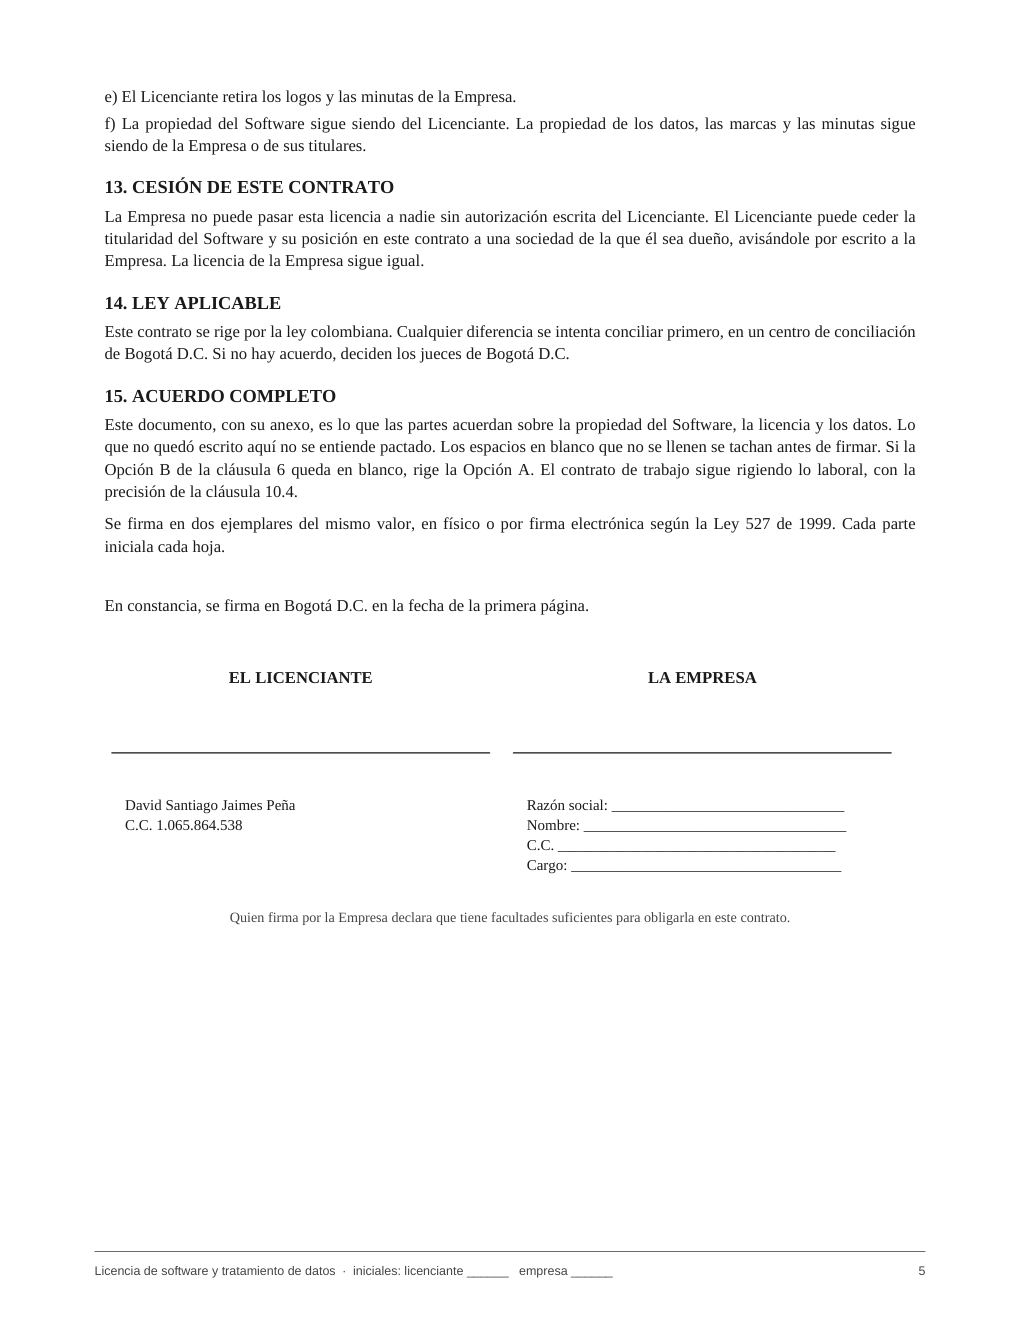 e) El Licenciante retira los logos y las minutas de la Empresa.
f) La propiedad del Software sigue siendo del Licenciante. La propiedad de los datos, las marcas y las minutas sigue
siendo de la Empresa o de sus titulares.
13. CESIÓN DE ESTE CONTRATO
La Empresa no puede pasar esta licencia a nadie sin autorización escrita del Licenciante. El Licenciante puede ceder la
titularidad del Software y su posición en este contrato a una sociedad de la que él sea dueño, avisándole por escrito a la
Empresa. La licencia de la Empresa sigue igual.
14. LEY APLICABLE
Este contrato se rige por la ley colombiana. Cualquier diferencia se intenta conciliar primero, en un centro de conciliación
de Bogotá D.C. Si no hay acuerdo, deciden los jueces de Bogotá D.C.
15. ACUERDO COMPLETO
Este documento, con su anexo, es lo que las partes acuerdan sobre la propiedad del Software, la licencia y los datos. Lo
que no quedó escrito aquí no se entiende pactado. Los espacios en blanco que no se llenen se tachan antes de firmar. Si la
Opción B de la cláusula 6 queda en blanco, rige la Opción A. El contrato de trabajo sigue rigiendo lo laboral, con la
precisión de la cláusula 10.4.
Se firma en dos ejemplares del mismo valor, en físico o por firma electrónica según la Ley 527 de 1999. Cada parte
iniciala cada hoja.
En constancia, se firma en Bogotá D.C. en la fecha de la primera página.
EL LICENCIANTE
LA EMPRESA
David Santiago Jaimes Peña
C.C. 1.065.864.538
Razón social: _______________________________
Nombre: ___________________________________
C.C. _____________________________________
Cargo: ____________________________________
Quien firma por la Empresa declara que tiene facultades suficientes para obligarla en este contrato.
Licencia de software y tratamiento de datos · iniciales: licenciante ______ empresa ______ 5